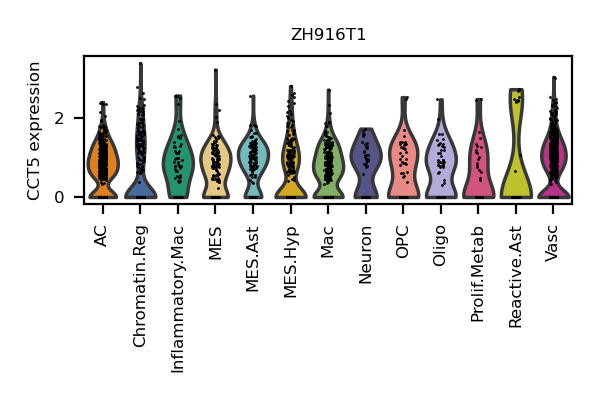 ZH916T1
CCT5 expression
2
0
AC
Chromatin.Reg
Inflammatory.Mac
MES
MES.Ast
MES.Hyp
Mac
Neuron
OPC
Oligo
Prolif.Metab
Reactive.Ast
Vasc